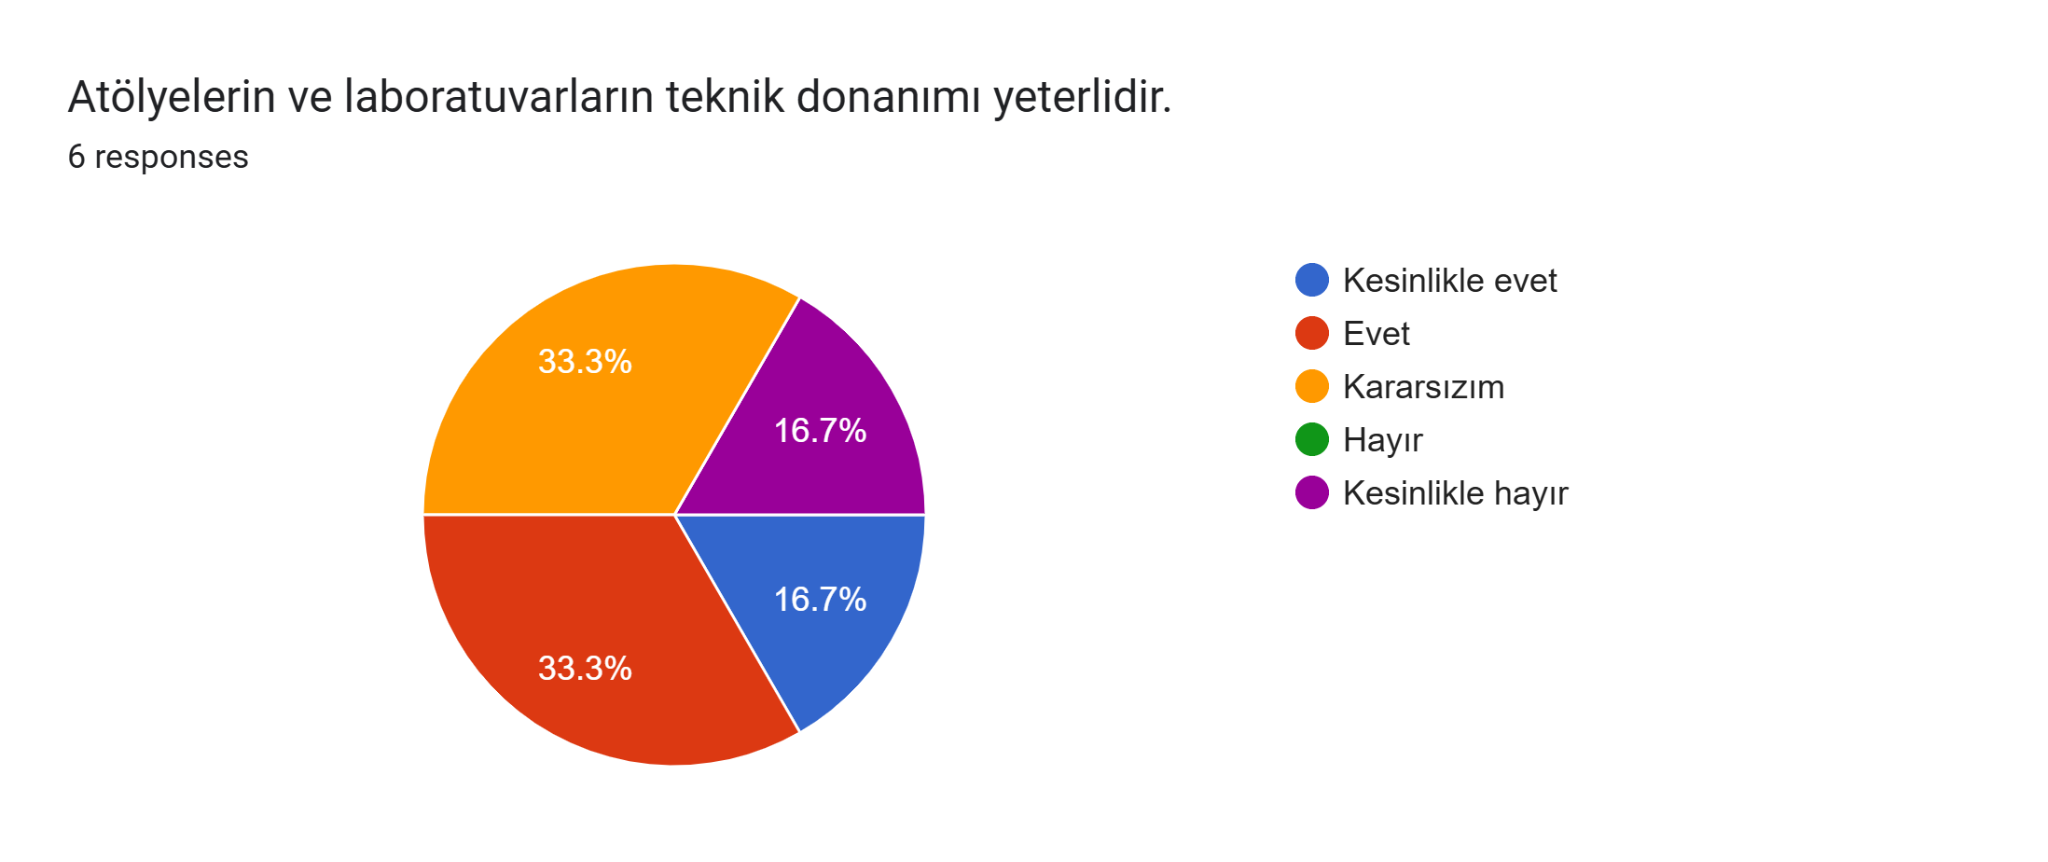 Atölyelerin ve laboratuvarların teknik donanımı yeterlidir.
6 responses
33.3%
16.7%
16.7%
33.3%
Kesinlikle evet
Evet
Kararsızım
Hayır
Kesinlikle hayır